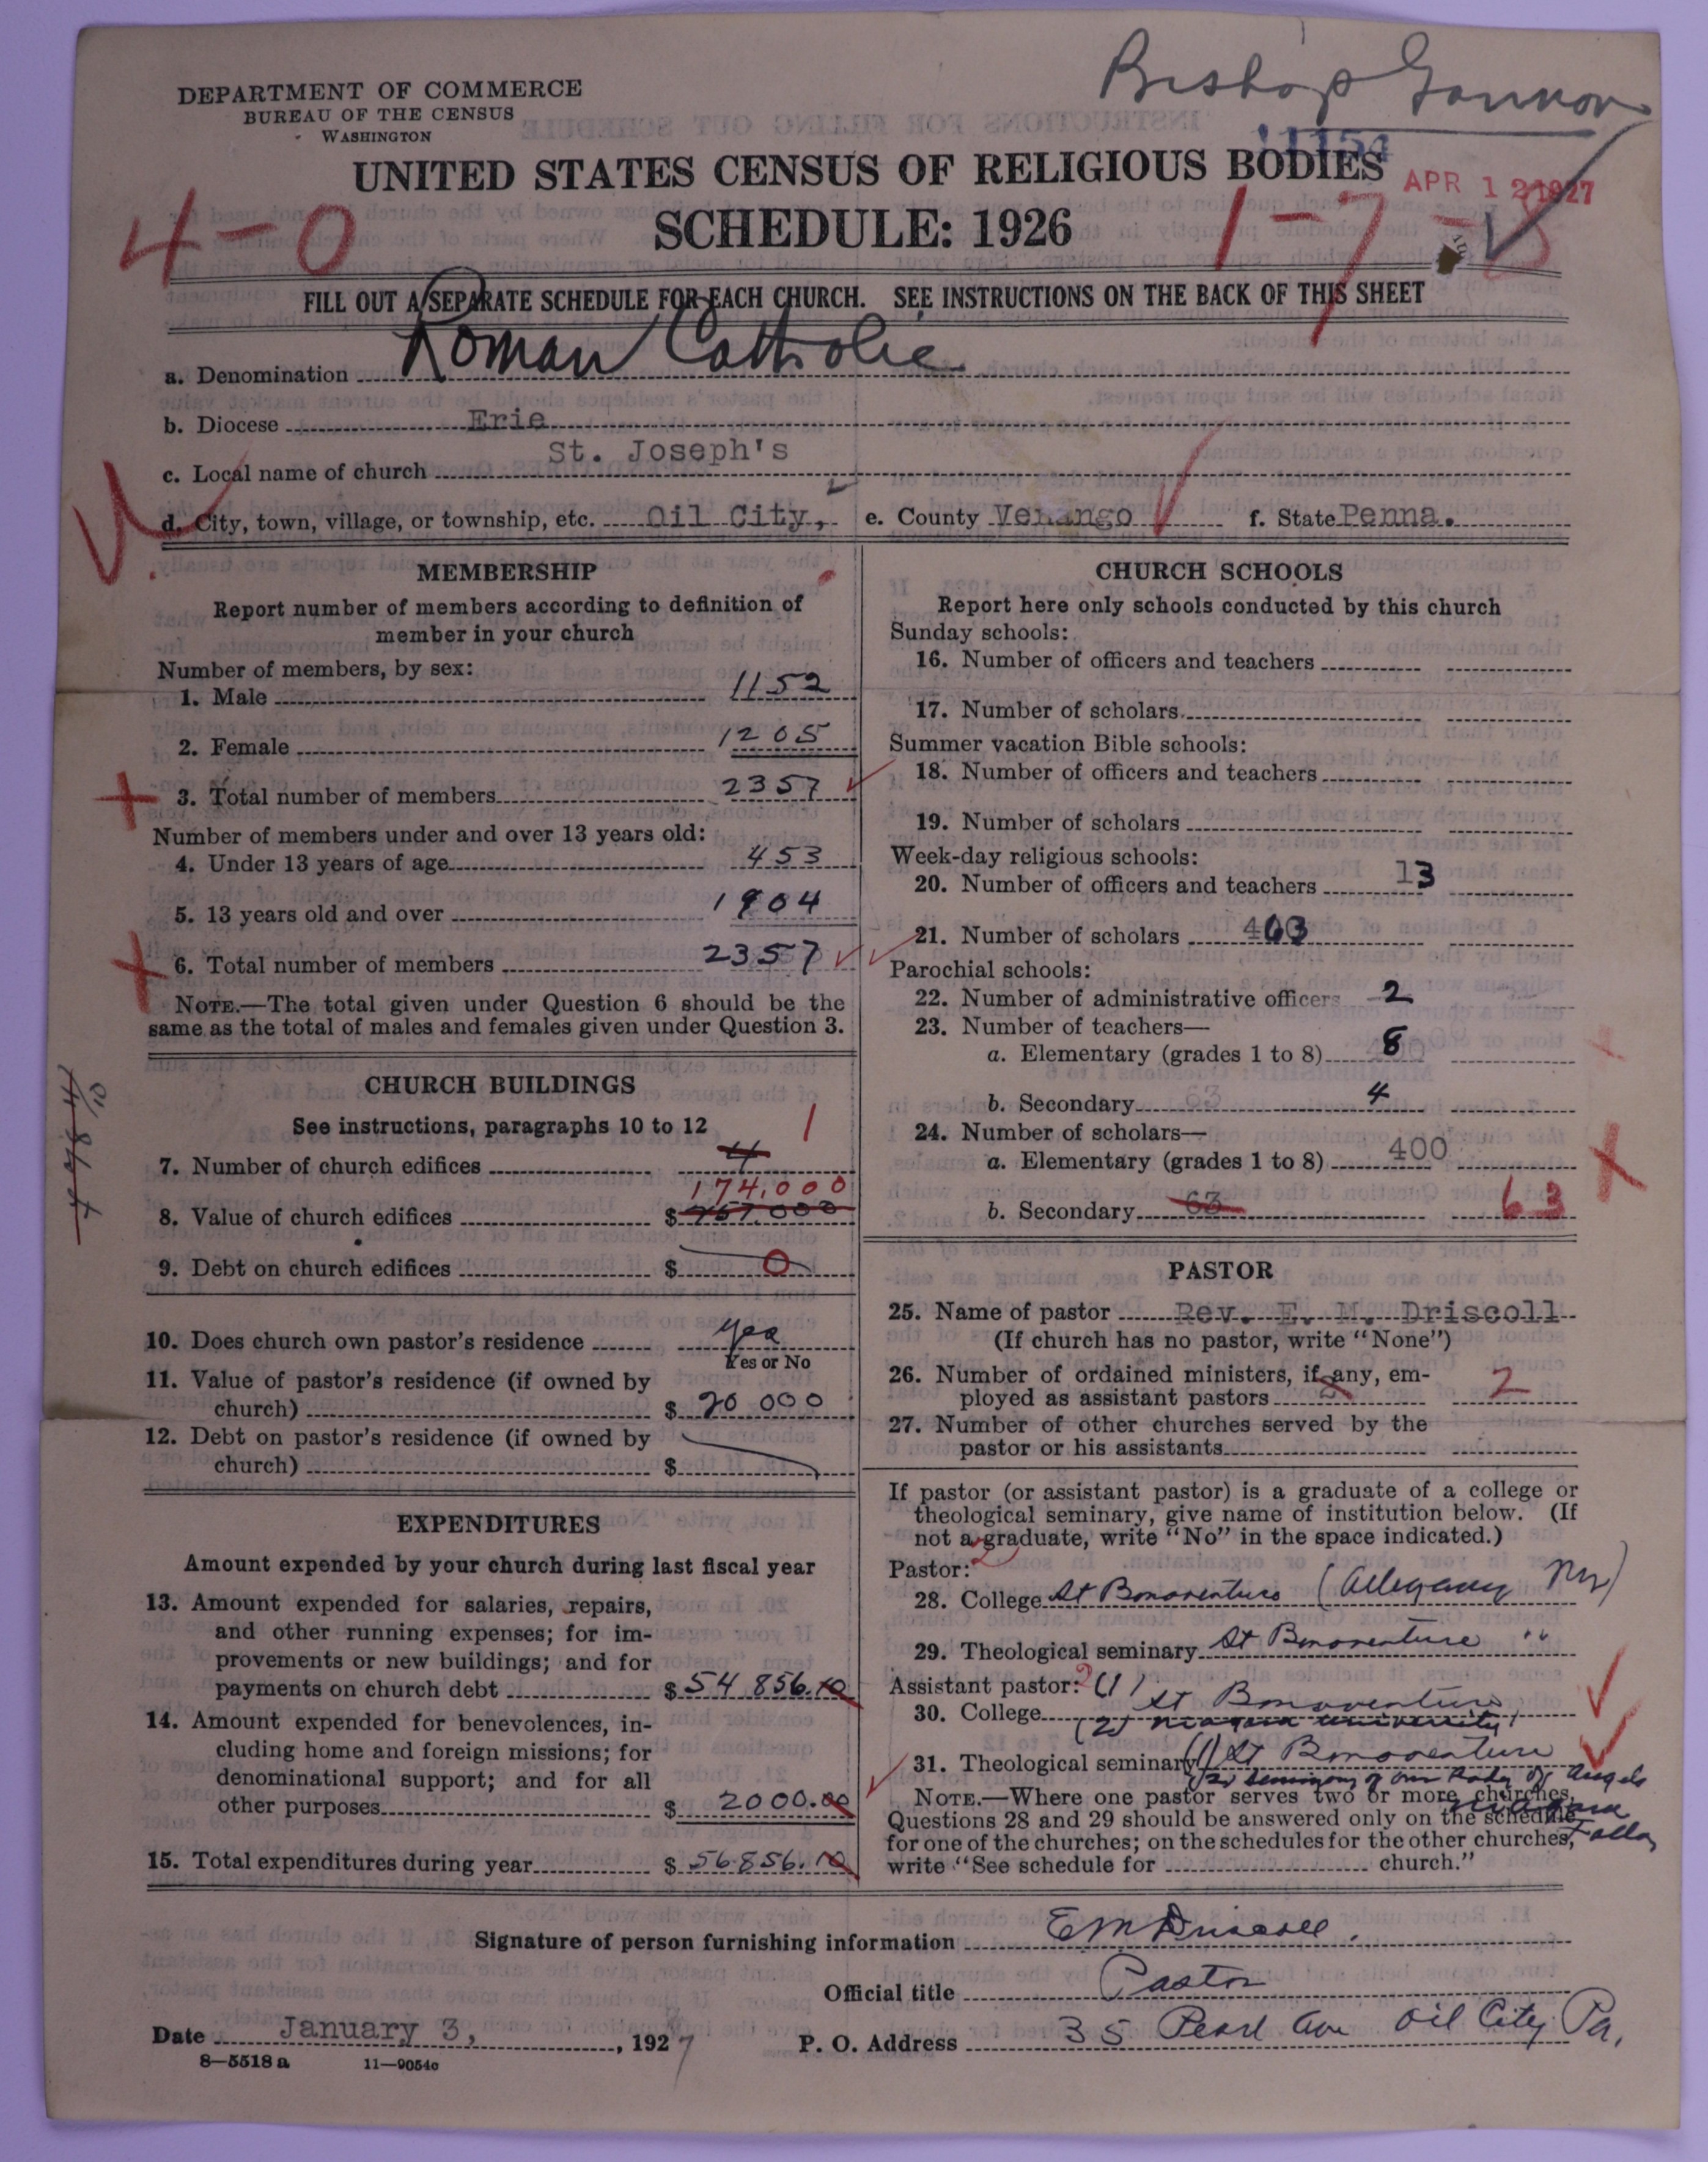 Bishop Gannon
DEPARTMENT OF COMMERCE
BUREAU OF THE CENSUS
WASHINGTON
11154
UNITED STATES CENSUS OF RELIGIOUS BODIES
APR 12 1927
4-0
SCHEDULE: 1926
1-7-
FILL OUT A SEPARATE SCHEDULE FOR EACH CHURCH. SEE INSTRUCTIONS ON THE BACK OF THIS SHEET
a. Denomination Roman Catholic
b. Diocese Erie
c. Local name of church St. Joseph's
d. City, town, village, or township, etc. Oil City, e. County Venango f. State Penna.
MEMBERSHIP
Report number of members according to definition of
member in your church
Number of members, by sex:
1. Male 1152
2. Female 1205
3. Total number of members 2357
Number of members under and over 13 years old:
4. Under 13 years of age 453
5. 13 years old and over 1904
6. Total number of members 2357
NOTE.—The total given under Question 6 should be the
same as the total of males and females given under Question 3.
CHURCH BUILDINGS
See instructions, paragraphs 10 to 12
7. Number of church edifices 4 1
174,000
8. Value of church edifices $
9. Debt on church edifices $ 0
10. Does church own pastor's residence yes
Yes or No
11. Value of pastor's residence (if owned by
church) $ 20 000
12. Debt on pastor's residence (if owned by
church) $
EXPENDITURES
Amount expended by your church during last fiscal year
13. Amount expended for salaries, repairs,
and other running expenses; for im-
provements or new buildings; and for
payments on church debt $ 54 856.10
14. Amount expended for benevolences, in-
cluding home and foreign missions; for
denominational support; and for all
other purposes $ 2000.00
15. Total expenditures during year $ 56856.10
CHURCH SCHOOLS
Report here only schools conducted by this church
Sunday schools:
16. Number of officers and teachers
17. Number of scholars
Summer vacation Bible schools:
18. Number of officers and teachers
19. Number of scholars
Week-day religious schools:
20. Number of officers and teachers 13
21. Number of scholars 463
Parochial schools:
22. Number of administrative officers 2
23. Number of teachers—
a. Elementary (grades 1 to 8) 8
b. Secondary 4
24. Number of scholars—
a. Elementary (grades 1 to 8) 400
b. Secondary 63 63
PASTOR
25. Name of pastor Rev. E. M. Driscoll
(If church has no pastor, write "None")
26. Number of ordained ministers, if any, em-
ployed as assistant pastors 2 2
27. Number of other churches served by the
pastor or his assistants
If pastor (or assistant pastor) is a graduate of a college or
theological seminary, give name of institution below. (If
not a graduate, write "No" in the space indicated.)
Pastor: 2
28. College St Bonaventure (Allegany NY)
29. Theological seminary St Bonaventure "
Assistant pastor: 2 (1)
30. College St Bonaventure
(2) Niagara University
31. Theological seminary (1) St Bonaventure
(2) Seminary of Our Lady of Angels
Niagara
Falls
NOTE.—Where one pastor serves two or more churches,
Questions 28 and 29 should be answered only on the schedule
for one of the churches; on the schedules for the other churches,
write "See schedule for church."
Signature of person furnishing information E M Driscoll.
Official title Pastor
Date January 3, 1927 P. O. Address 35 Pearl Ave Oil City Pa.
8-5518 a 11-9054c